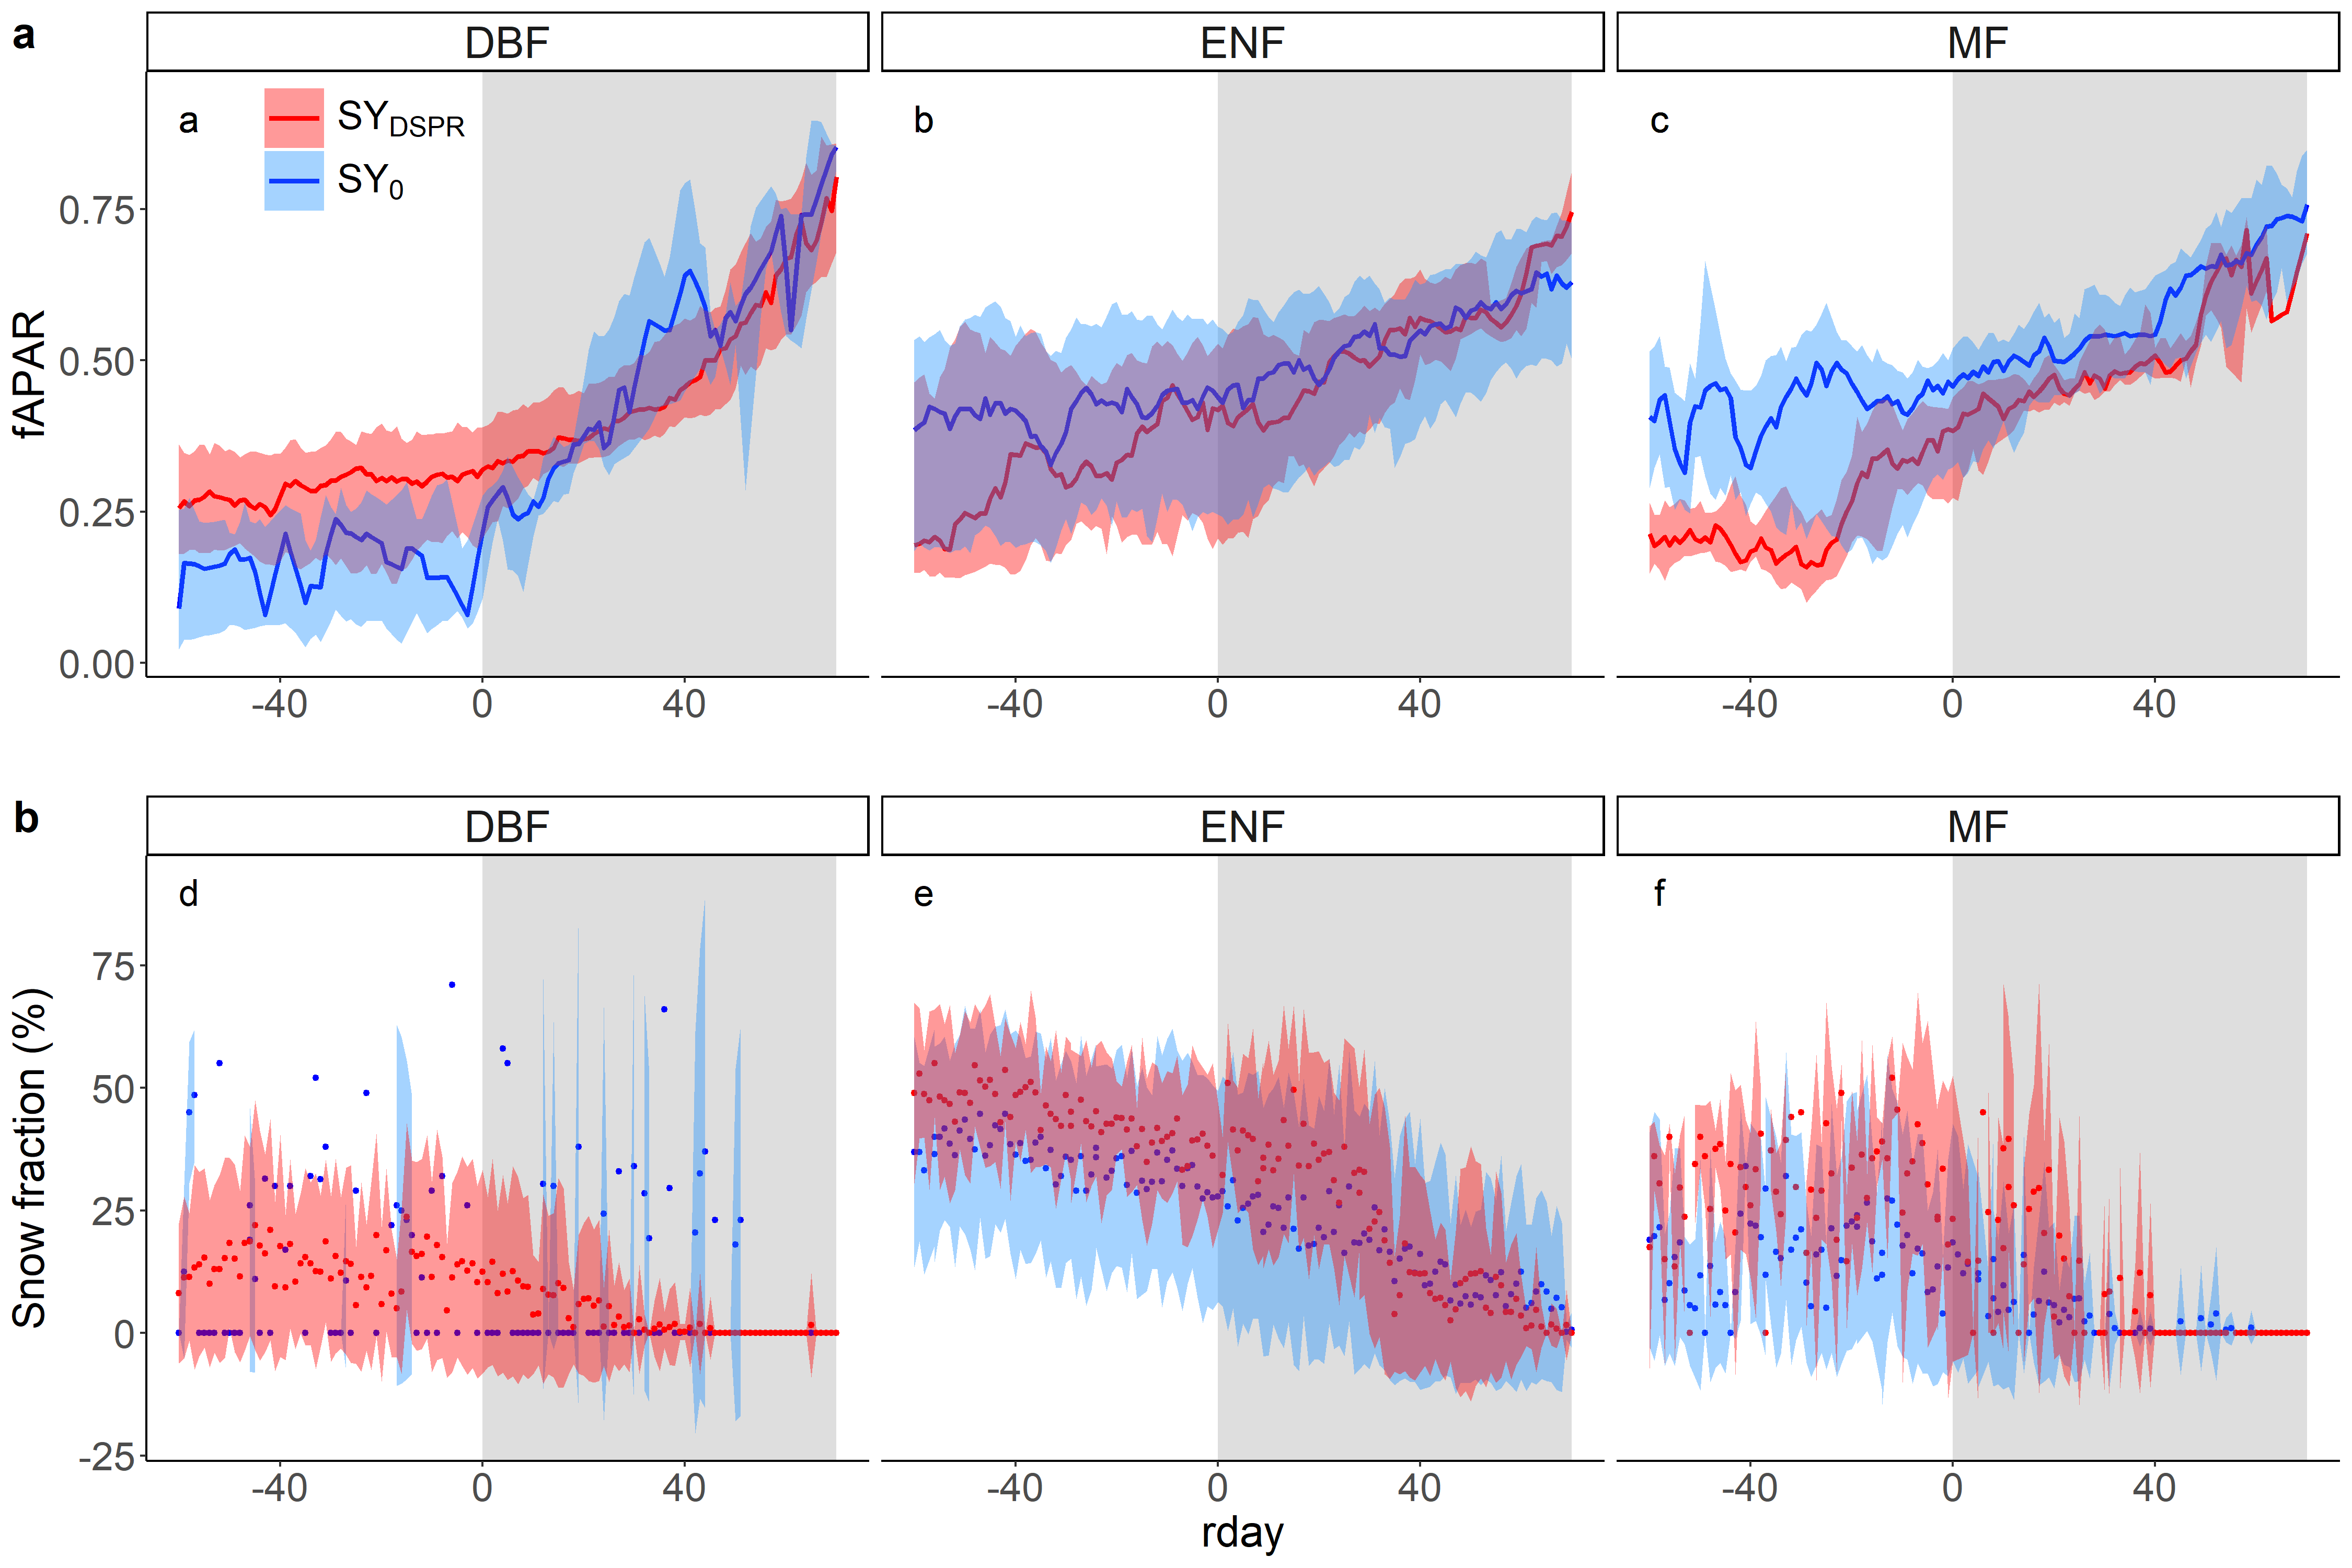 a
DBF ENF MF
a b c
SY_DSPR
SY_0
fAPAR
0.75
0.50
0.25
0.00
-40 0 40 -40 0 40 -40 0 40
b
DBF ENF MF
d e f
Snow fraction (%)
75
50
25
0
-25
-40 0 40 -40 0 40 -40 0 40
rday